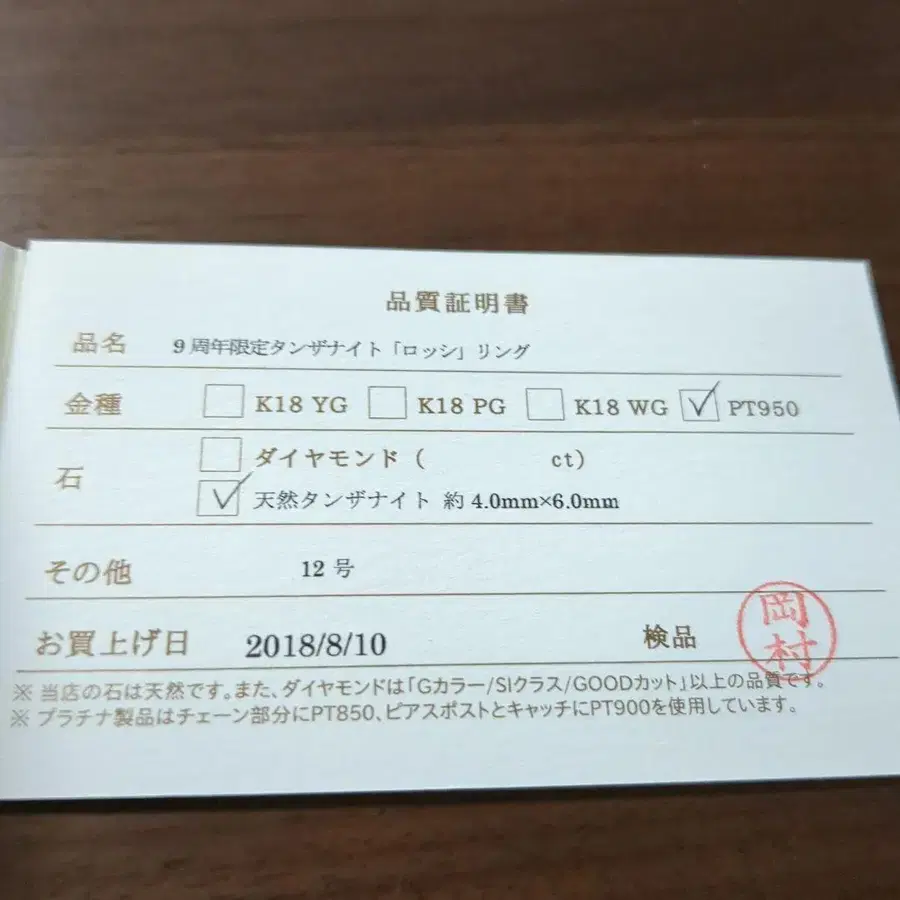 品質証明書
品名 9周年限定タンザナイト「ロッシ」リング
金種 K18 YG K18 PG K18 WG PT950
石 ダイヤモンド ( ct)
天然タンザナイト 約 4.0mm×6.0mm
その他 12 号
お買上げ日 2018/8/10 検品 岡村
※ 当店の石は天然です。また、ダイヤモンドは「Gカラー/SIクラス/GOODカット」以上の品質です。
※ プラチナ製品はチェーン部分にPT850、ピアスポストとキャッチにPT900を使用しています。